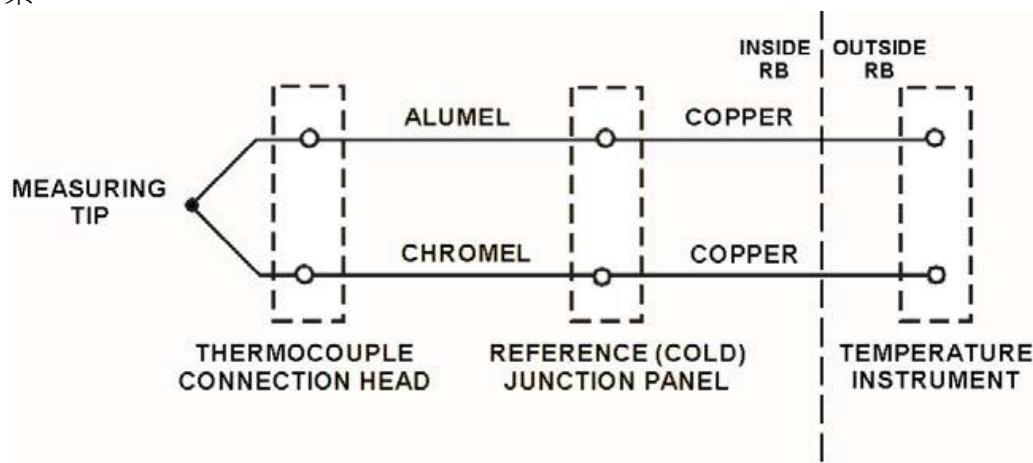 INSIDE
RB
OUTSIDE
RB
ALUMEL
COPPER
MEASURING
TIP
CHROMEL
COPPER
THERMOCOUPLE
CONNECTION HEAD
REFERENCE (COLD)
JUNCTION PANEL
TEMPERATURE
INSTRUMENT